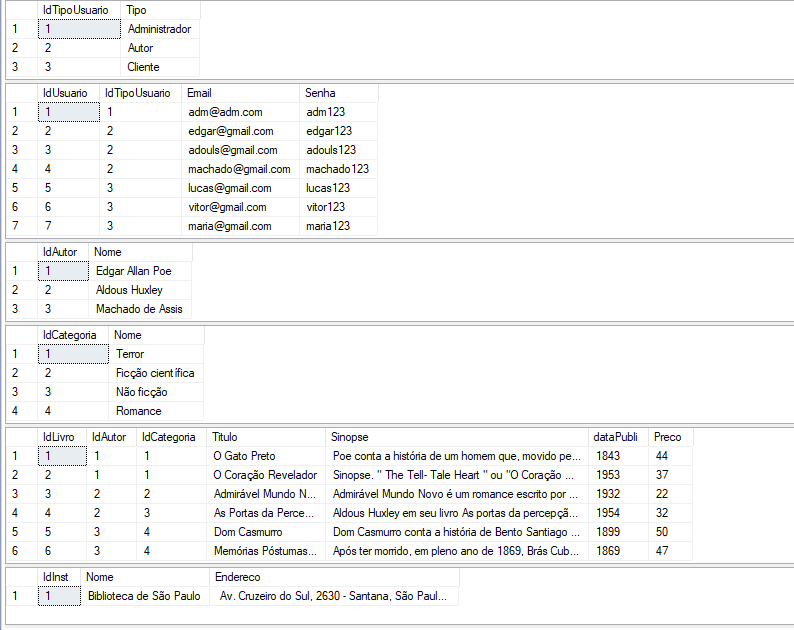 IdTipoUsuario Tipo
1 1 Administrador
2 2 Autor
3 3 Cliente
IdUsuario IdTipoUsuario Email Senha
1 1 1 adm@adm.com adm123
2 2 2 edgar@gmail.com edgar123
3 3 2 adouls@gmail.com adouls123
4 4 2 machado@gmail.com machado123
5 5 3 lucas@gmail.com lucas123
6 6 3 vitor@gmail.com vitor123
7 7 3 maria@gmail.com maria123
IdAutor Nome
1 1 Edgar Allan Poe
2 2 Aldous Huxley
3 3 Machado de Assis
IdCategoria Nome
1 1 Terror
2 2 Ficção científica
3 3 Não ficção
4 4 Romance
IdLivro IdAutor IdCategoria Titulo Sinopse dataPubli Preco
1 1 1 1 O Gato Preto Poe conta a história de um homem que, movido pe... 1843 44
2 2 1 1 O Coração Revelador Sinopse. " The Tell- Tale Heart " ou "O Coração ... 1953 37
3 3 2 2 Admirável Mundo N... Admirável Mundo Novo é um romance escrito por ... 1932 22
4 4 2 3 As Portas da Perce... Aldous Huxley em seu livro As portas da percepçã... 1954 32
5 5 3 4 Dom Casmurro Dom Casmurro conta a história de Bento Santiago ... 1899 50
6 6 3 4 Memórias Póstumas... Após ter morrido, em pleno ano de 1869, Brás Cub... 1869 47
IdInst Nome Endereco
1 1 Biblioteca de São Paulo Av. Cruzeiro do Sul, 2630 - Santana, São Paul...